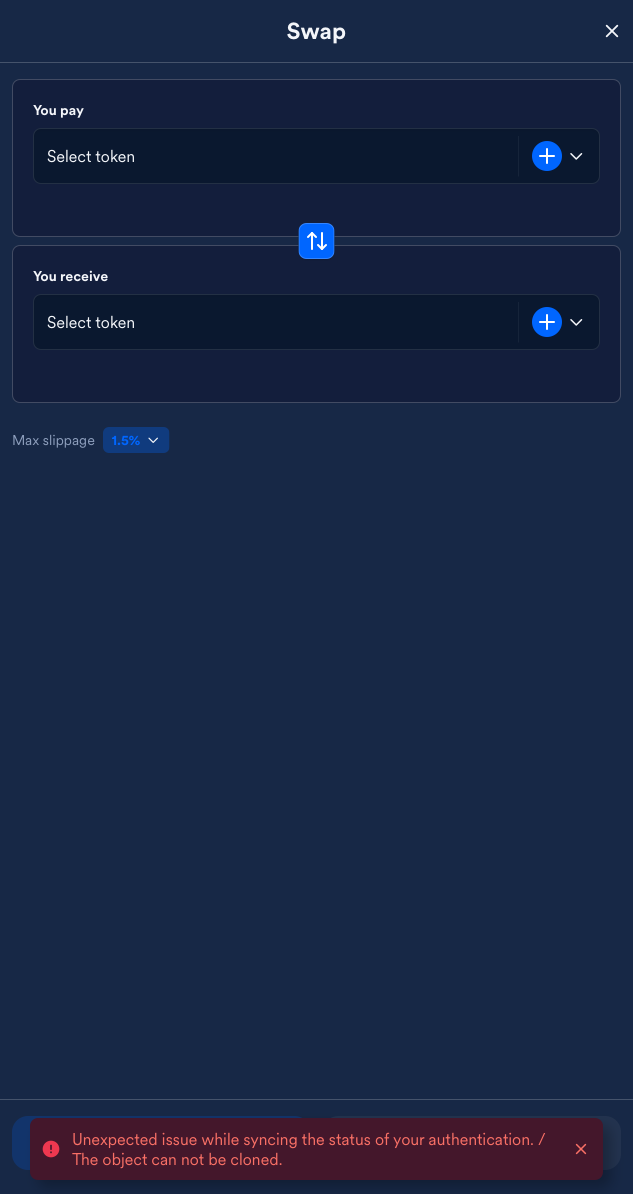 Swap
You pay
Select token
You receive
Select token
Max slippage 1.5%
Unexpected issue while syncing the status of your authentication. /
The object can not be cloned.